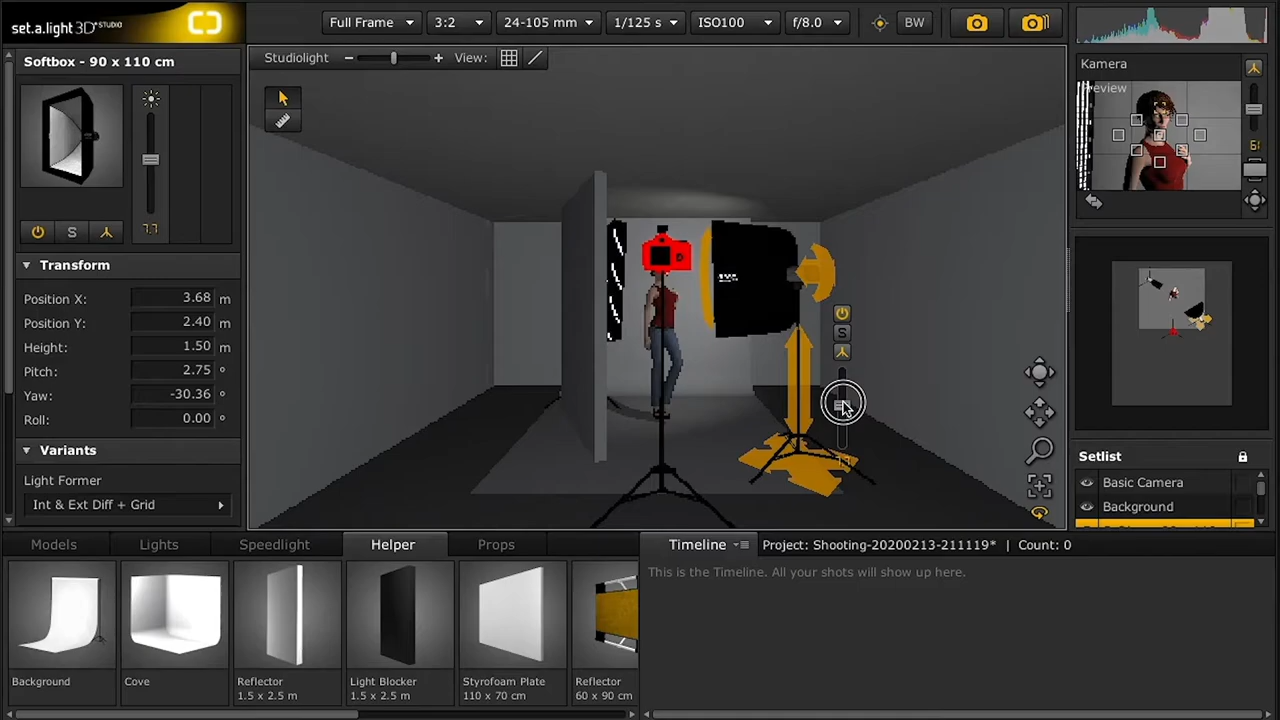 set.a.light 3D STUDIO
Full Frame
3:2
24-105 mm
1/125 s
ISO100
f/8.0
BW
Softbox - 90 x 110 cm
Studiolight
View:
Kamera
7.7
S
Transform
Position X: 3.68 m
Position Y: 2.40 m
Height: 1.50 m
Pitch: 2.75 °
Yaw: -30.36 °
Roll: 0.00 °
Variants
Light Former
Int & Ext Diff + Grid
S
Setlist
Basic Camera
Background
Models
Lights
Speedlight
Helper
Props
Background
Cove
Reflector
1.5 x 2.5 m
Light Blocker
1.5 x 2.5 m
Styrofoam Plate
110 x 70 cm
Reflector
60 x 90 cm
Timeline
Project: Shooting-20200213-211119*
Count: 0
This is the Timeline. All your shots will show up here.